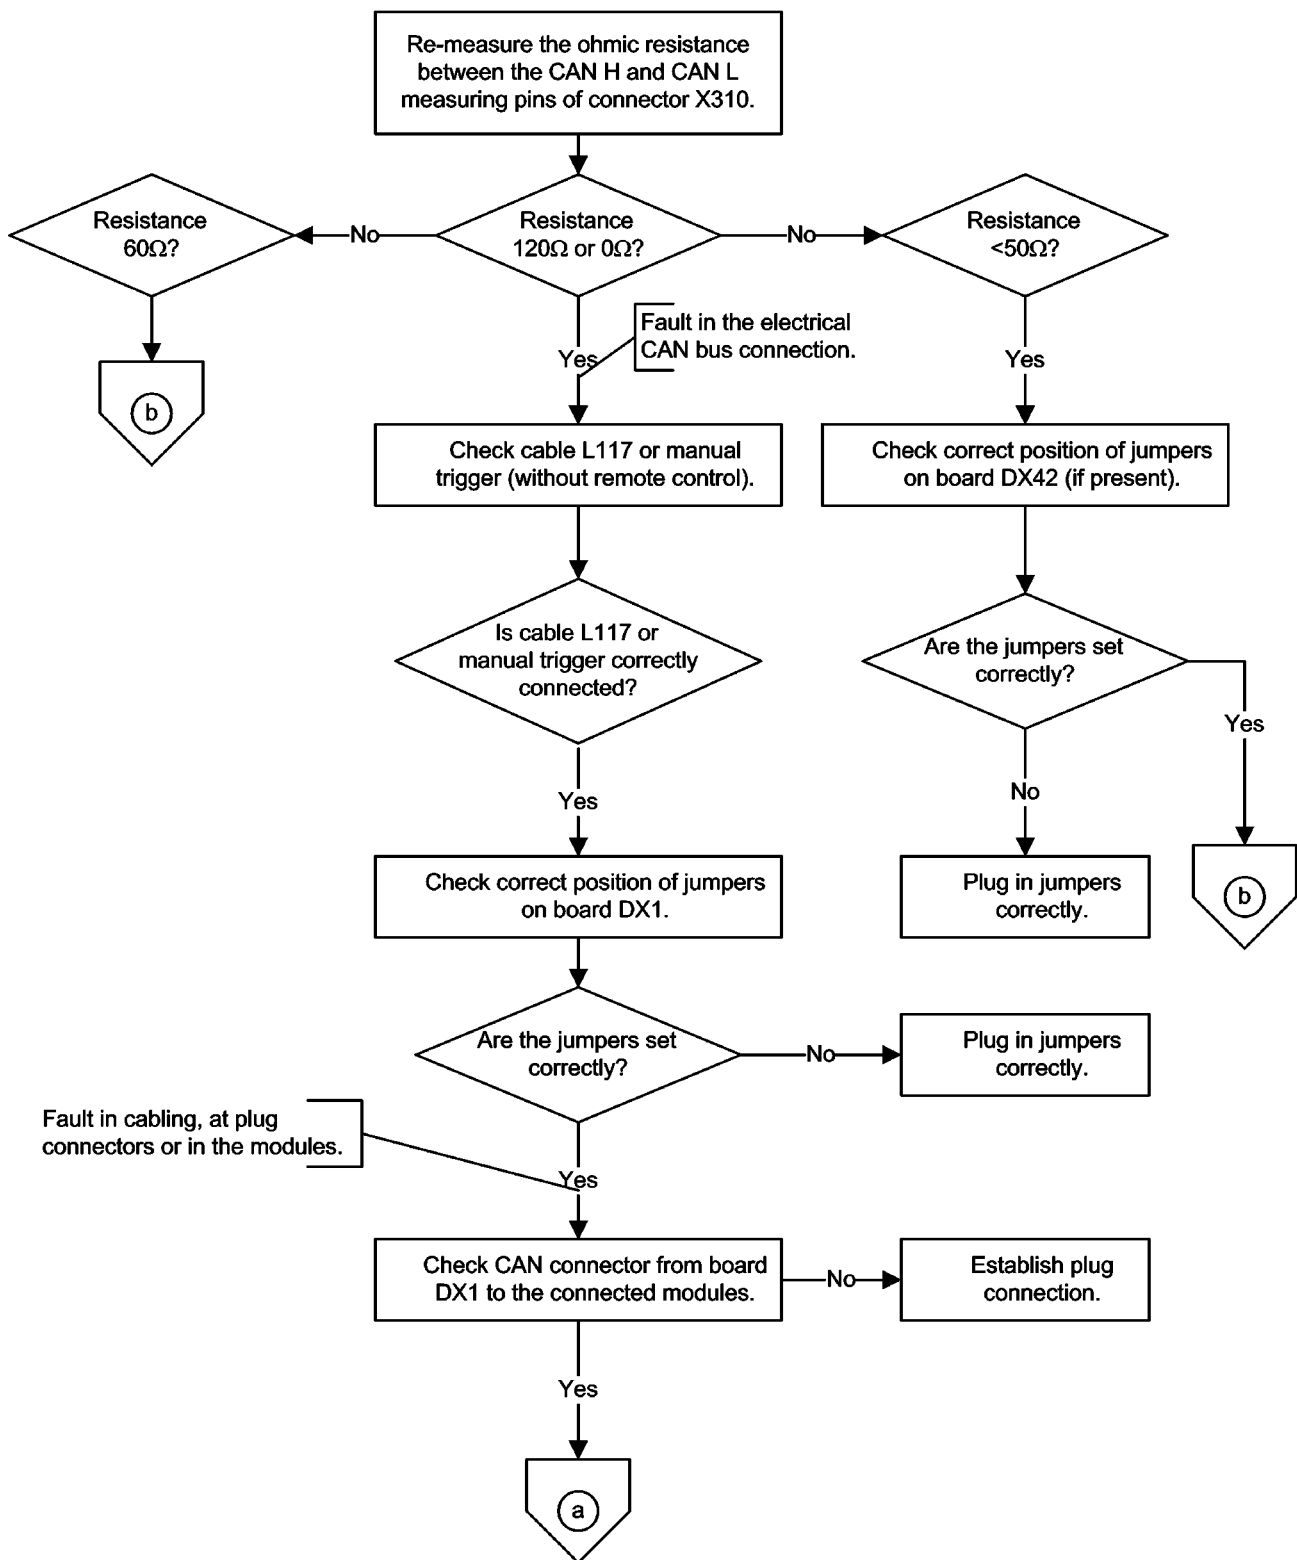 Re-measure the ohmic resistance
between the CAN H and CAN L
measuring pins of connector X310.
Resistance
60Ω?
No
Resistance
120Ω or 0Ω?
No
Resistance
<50Ω?
Fault in the electrical
CAN bus connection.
Yes
Yes
b
Check cable L117 or manual
trigger (without remote control).
Check correct position of jumpers
on board DX42 (if present).
Is cable L117 or
manual trigger correctly
connected?
Are the jumpers set
correctly?
Yes
No
Yes
Check correct position of jumpers
on board DX1.
Plug in jumpers
correctly.
b
Are the jumpers set
correctly?
No
Plug in jumpers
correctly.
Fault in cabling, at plug
connectors or in the modules.
Yes
Check CAN connector from board
DX1 to the connected modules.
No
Establish plug
connection.
Yes
a